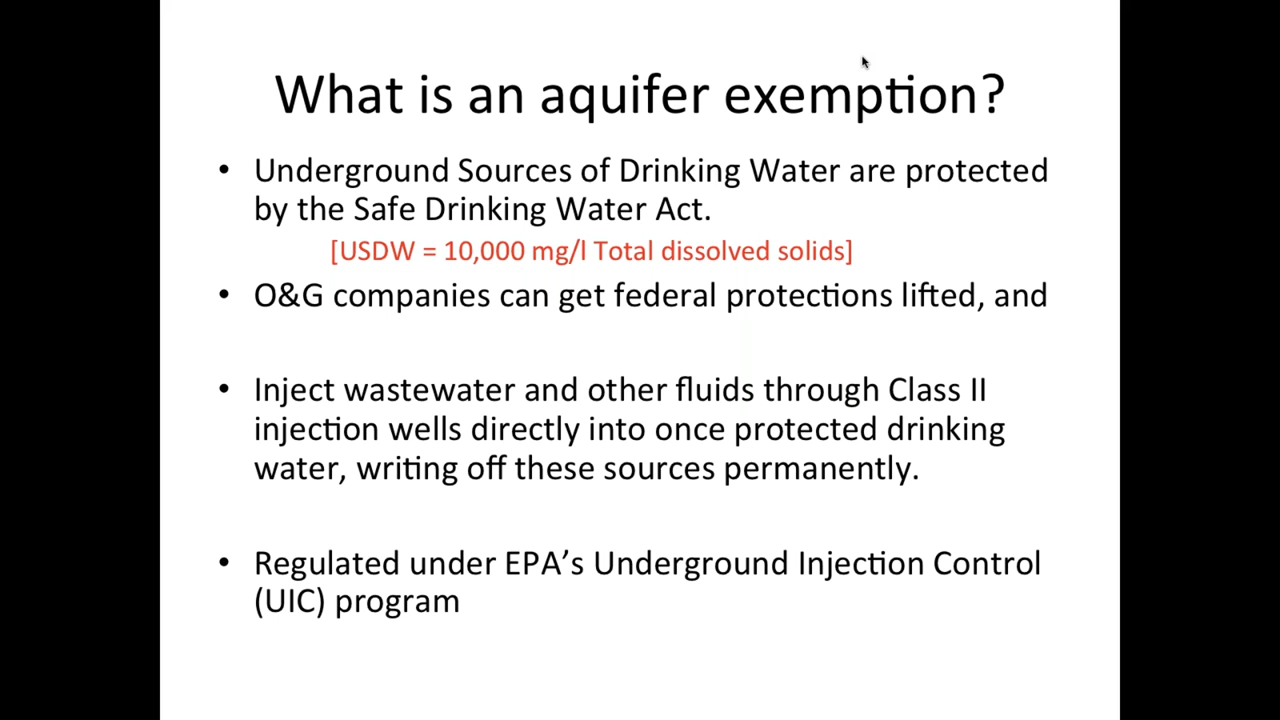 What is an aquifer exemption?
• Underground Sources of Drinking Water are protected
by the Safe Drinking Water Act.
[USDW = 10,000 mg/l Total dissolved solids]
• O&G companies can get federal protections lifted, and
• Inject wastewater and other fluids through Class II
injection wells directly into once protected drinking
water, writing off these sources permanently.
• Regulated under EPA’s Underground Injection Control
(UIC) program